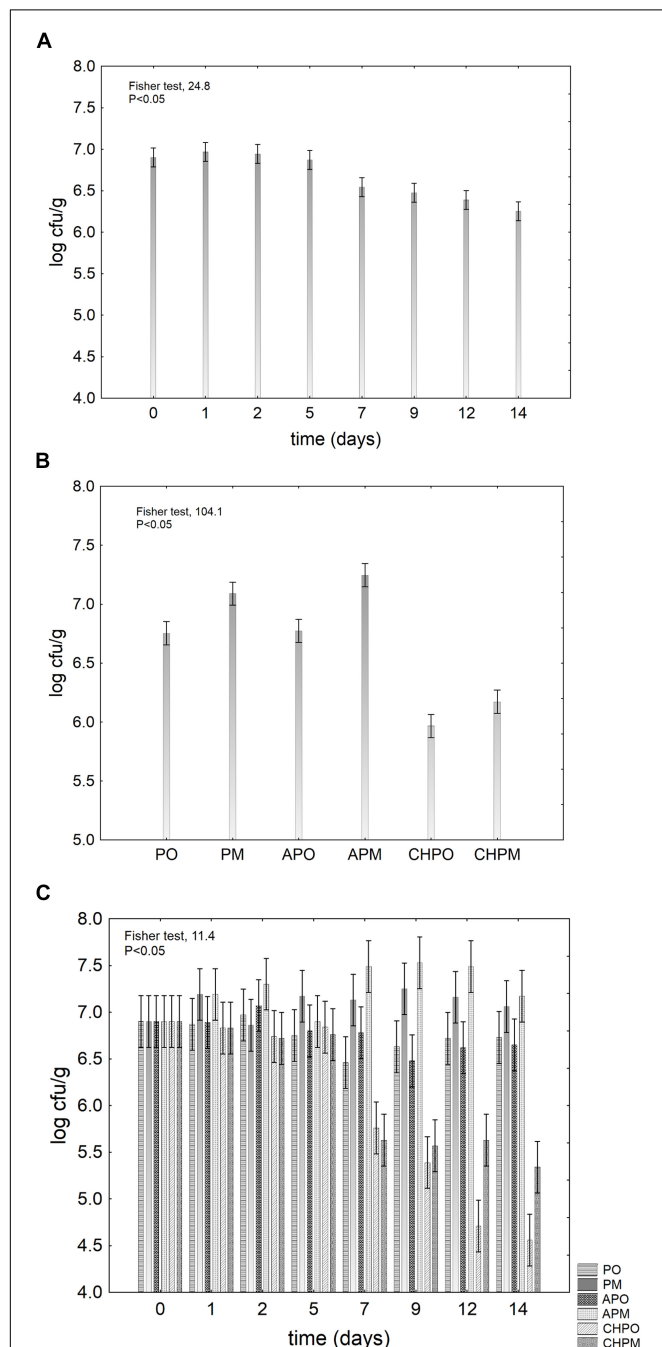 A
Fisher test, 24.8
P<0.05
8.0
7.5
7.0
6.5
6.0
5.5
5.0
4.5
4.0
log cfu/g
0 1 2 5 7 9 12 14
time (days)
B
Fisher test, 104.1
P<0.05
8.0
7.5
7.0
6.5
6.0
5.5
5.0
log cfu/g
PO PM APO APM CHPO CHPM
C
Fisher test, 11.4
P<0.05
8.0
7.5
7.0
6.5
6.0
5.5
5.0
4.5
4.0
log cfu/g
0 1 2 5 7 9 12 14
time (days)
PO
PM
APO
APM
CHPO
CHPM